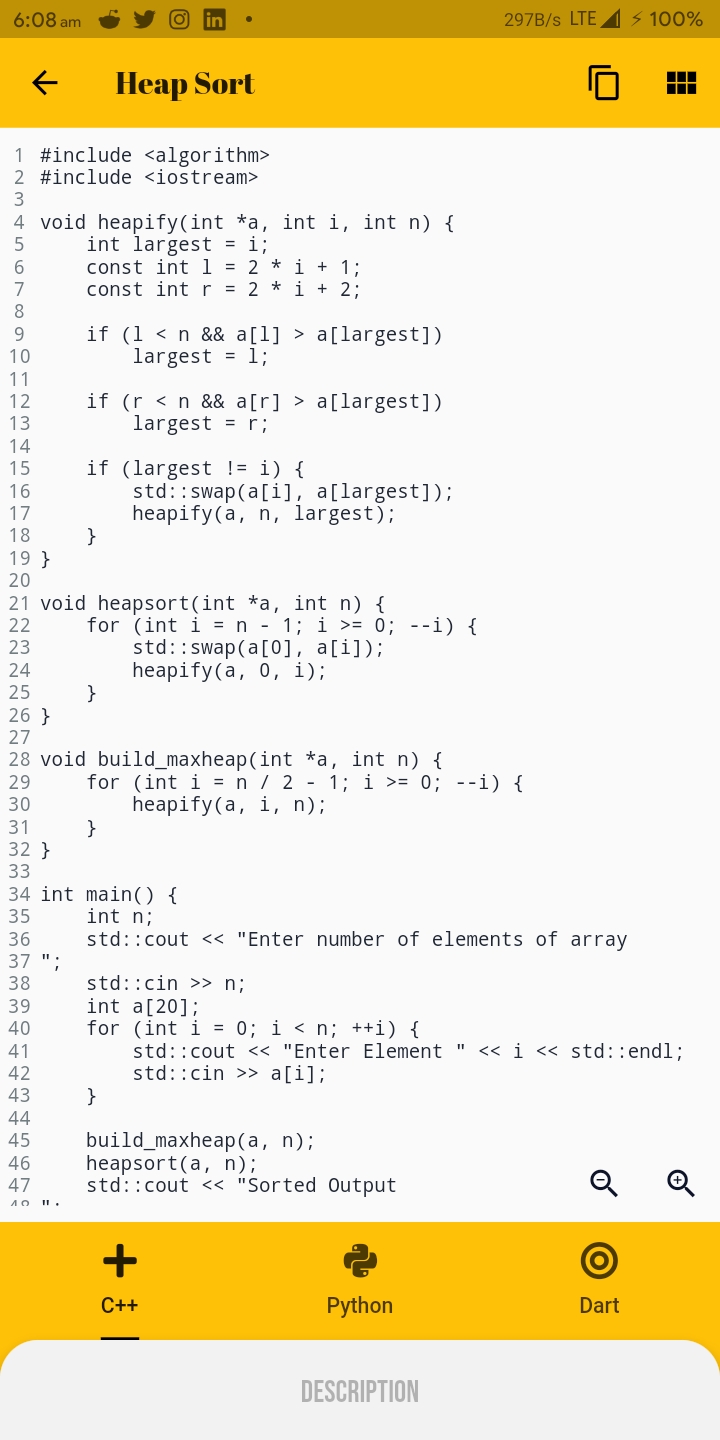 6:08 am 297B/s LTE 100%
Heap Sort
1 #include <algorithm>
2 #include <iostream>
3
4 void heapify(int *a, int i, int n) {
5     int largest = i;
6     const int l = 2 * i + 1;
7     const int r = 2 * i + 2;
8
9     if (l < n && a[l] > a[largest])
10         largest = l;
11
12     if (r < n && a[r] > a[largest])
13         largest = r;
14
15     if (largest != i) {
16         std::swap(a[i], a[largest]);
17         heapify(a, n, largest);
18     }
19 }
20
21 void heapsort(int *a, int n) {
22     for (int i = n - 1; i >= 0; --i) {
23         std::swap(a[0], a[i]);
24         heapify(a, 0, i);
25     }
26 }
27
28 void build_maxheap(int *a, int n) {
29     for (int i = n / 2 - 1; i >= 0; --i) {
30         heapify(a, i, n);
31     }
32 }
33
34 int main() {
35     int n;
36     std::cout << "Enter number of elements of array
37 ";
38     std::cin >> n;
39     int a[20];
40     for (int i = 0; i < n; ++i) {
41         std::cout << "Enter Element " << i << std::endl;
42         std::cin >> a[i];
43     }
44
45     build_maxheap(a, n);
46     heapsort(a, n);
47     std::cout << "Sorted Output
48 ";
C++ Python Dart
DESCRIPTION